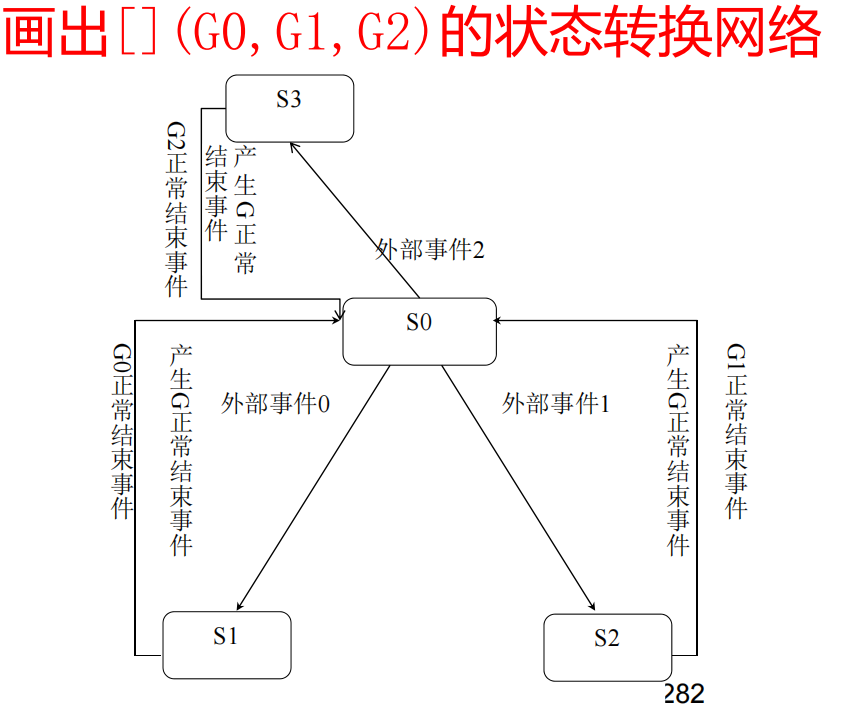 画出[](G0,G1,G2)的状态转换网络
S3
G2正常结束事件
产生G正常
结束事件
外部事件2
S0
G0正常结束事件
产生G正常结束事件
外部事件0
外部事件1
产生G正常结束事件
G1正常结束事件
S1
S2
282